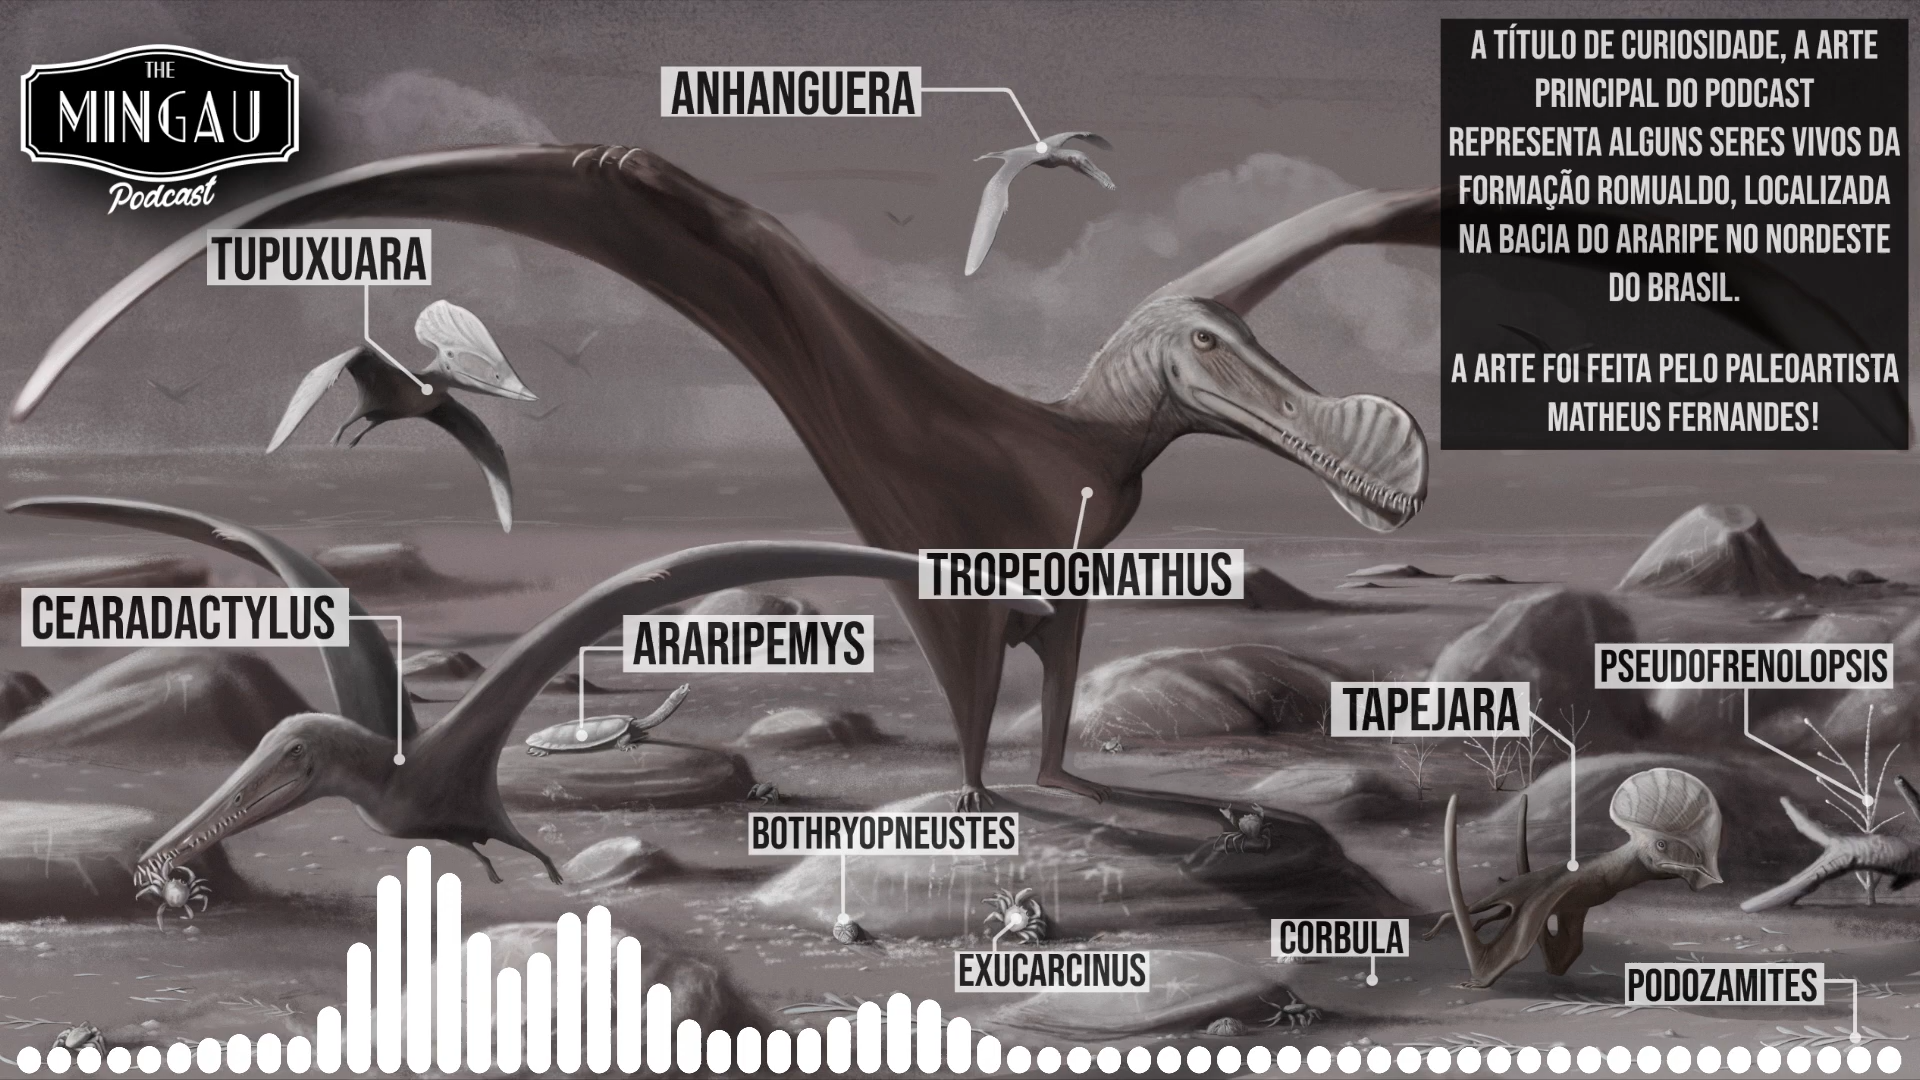 THE
MINGAU
Podcast
ANHANGUERA
A TÍTULO DE CURIOSIDADE, A ARTE
PRINCIPAL DO PODCAST
REPRESENTA ALGUNS SERES VIVOS DA
FORMAÇÃO ROMUALDO, LOCALIZADA
NA BACIA DO ARARIPE NO NORDESTE
DO BRASIL.
A ARTE FOI FEITA PELO PALEOARTISTA
MATHEUS FERNANDES!
TUPUXUARA
TROPEOGNATHUS
CEARADACTYLUS
ARARIPEMYS
PSEUDOFRENOLOPSIS
TAPEJARA
BOTHRYOPNEUSTES
CORBULA
EXUCARCINUS
PODOZAMITES